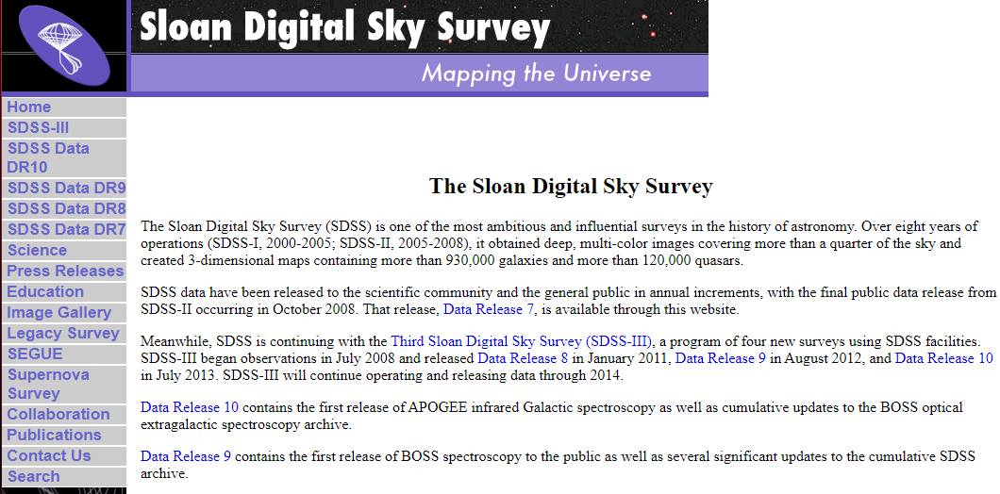 Sloan Digital Sky Survey
Mapping the Universe
Home
SDSS-III
SDSS Data
DR10
SDSS Data DR9
SDSS Data DR8
SDSS Data DR7
Science
Press Releases
Education
Image Gallery
Legacy Survey
SEGUE
Supernova
Survey
Collaboration
Publications
Contact Us
Search
The Sloan Digital Sky Survey
The Sloan Digital Sky Survey (SDSS) is one of the most ambitious and influential surveys in the history of astronomy. Over eight years of
operations (SDSS-I, 2000-2005; SDSS-II, 2005-2008), it obtained deep, multi-color images covering more than a quarter of the sky and
created 3-dimensional maps containing more than 930,000 galaxies and more than 120,000 quasars.
SDSS data have been released to the scientific community and the general public in annual increments, with the final public data release from
SDSS-II occurring in October 2008. That release, Data Release 7, is available through this website.
Meanwhile, SDSS is continuing with the Third Sloan Digital Sky Survey (SDSS-III), a program of four new surveys using SDSS facilities.
SDSS-III began observations in July 2008 and released Data Release 8 in January 2011, Data Release 9 in August 2012, and Data Release 10
in July 2013. SDSS-III will continue operating and releasing data through 2014.
Data Release 10 contains the first release of APOGEE infrared Galactic spectroscopy as well as cumulative updates to the BOSS optical
extragalactic spectroscopy archive.
Data Release 9 contains the first release of BOSS spectroscopy to the public as well as several significant updates to the cumulative SDSS
archive.